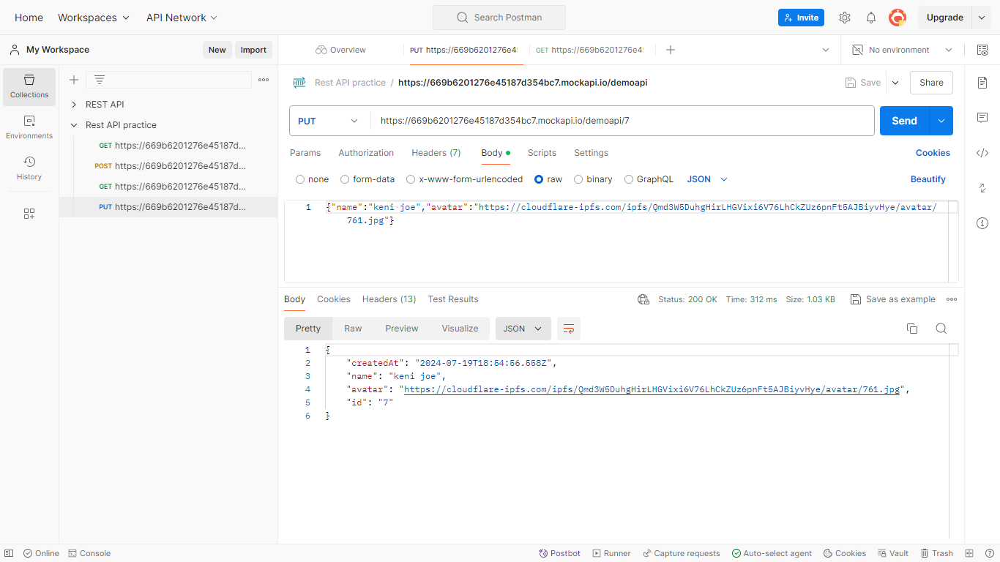 Home Workspaces API Network Search Postman Invite Upgrade
My Workspace New Import Overview PUT https://669b6201276e4 GET https://669b6201276e4 No environment
Collections
Environments
History
REST API
Rest API practice
GET https://669b6201276e45187d...
POST https://669b6201276e45187d...
GET https://669b6201276e45187d...
PUT https://669b6201276e45187d...
HTTP Rest API practice / https://669b6201276e45187d354bc7.mockapi.io/demoapi Save Share
PUT https://669b6201276e45187d354bc7.mockapi.io/demoapi/7 Send
Params Authorization Headers (7) Body Scripts Settings Cookies
none form-data x-www-form-urlencoded raw binary GraphQL JSON Beautify
1 {"name":"keni joe","avatar":"https://cloudflare-ipfs.com/ipfs/Qmd3W5DuhgHirLHGVixi6V76LhCkZUz6pnFt5AJBiyvHye/avatar/
761.jpg"}
Body Cookies Headers (13) Test Results Status: 200 OK Time: 312 ms Size: 1.03 KB Save as example
Pretty Raw Preview Visualize JSON
1 {
2 "createdAt": "2024-07-19T18:54:56.558Z",
3 "name": "keni joe",
4 "avatar": "https://cloudflare-ipfs.com/ipfs/Qmd3W5DuhgHirLHGVixi6V76LhCkZUz6pnFt5AJBiyvHye/avatar/761.jpg",
5 "id": "7"
6 }
Online Console Postbot Runner Capture requests Auto-select agent Cookies Vault Trash